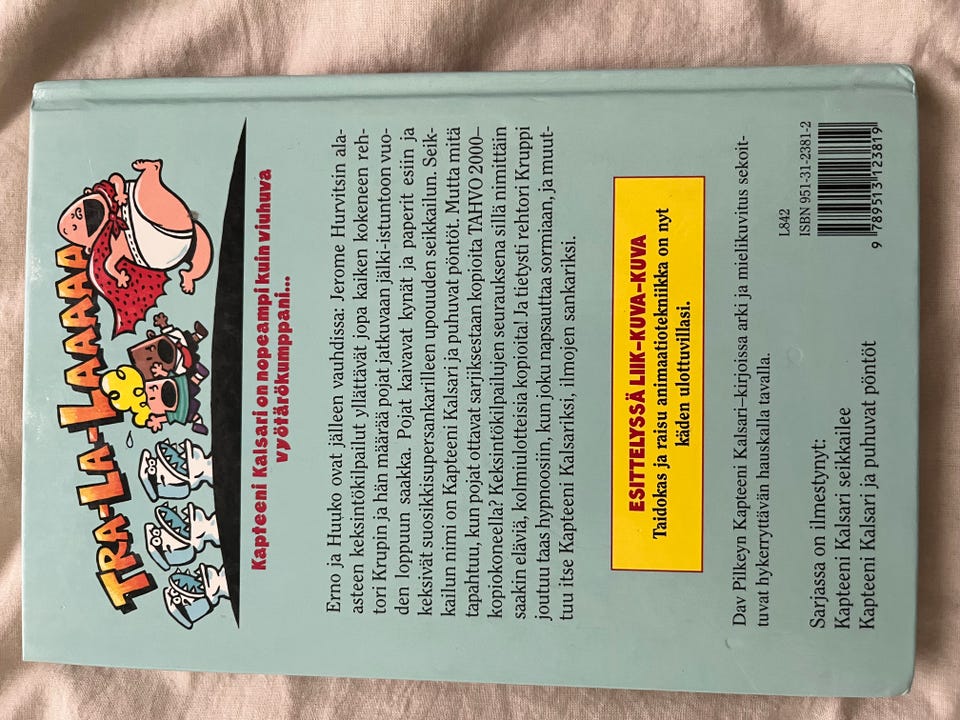 TRA-LA-LAAAAA
Kapteeni Kalsari on nopeampi kuin viuhuva
vyötärökumppani...
Erno ja Huuko ovat jälleen vauhdissa: Jerome Hurvitsin ala-
asteen keksintökilpailut yllättävät jopa kaiken kokeneen reh-
tori Krupin ja hän määrää pojat jatkuvaan jälki-istuntoon vuo-
den loppuun saakka. Pojat kaivavat kynät ja paperit esiin ja
keksivät suosikkisupersankarilleen upouuden seikkailun. Seik-
kailun nimi on Kapteeni Kalsari ja puhuvat pöntöt. Mutta mitä
tapahtuu, kun pojat ottavat sarjiksestaan kopioita TAHVO 2000–
kopiokoneella? Keksintökilpailujen seurauksena sillä nimittäin
saakin eläviä, kolmiulotteisia kopioita! Ja tietysti rehtori Kruppi
joutuu taas hypnoosiin, kun joku napsauttaa sormiaan, ja muut-
tuu itse Kapteeni Kalsariksi, ilmojen sankariksi.
ESITTELYSSÄ LIIK–KUVA–KUVA
Taidokas ja raisu animaatiotekniikka on nyt
käden ulottuvillasi.
Dav Pilkeyn Kapteeni Kalsari–kirjoissa arki ja mielikuvitus sekoit-
tuvat hykerryttävän hauskalla tavalla.
Sarjassa on ilmestynyt:
Kapteeni Kalsari seikkailee
Kapteeni Kalsari ja puhuvat pöntöt
L842
ISBN 951-31-2381-2
9 789513 123819